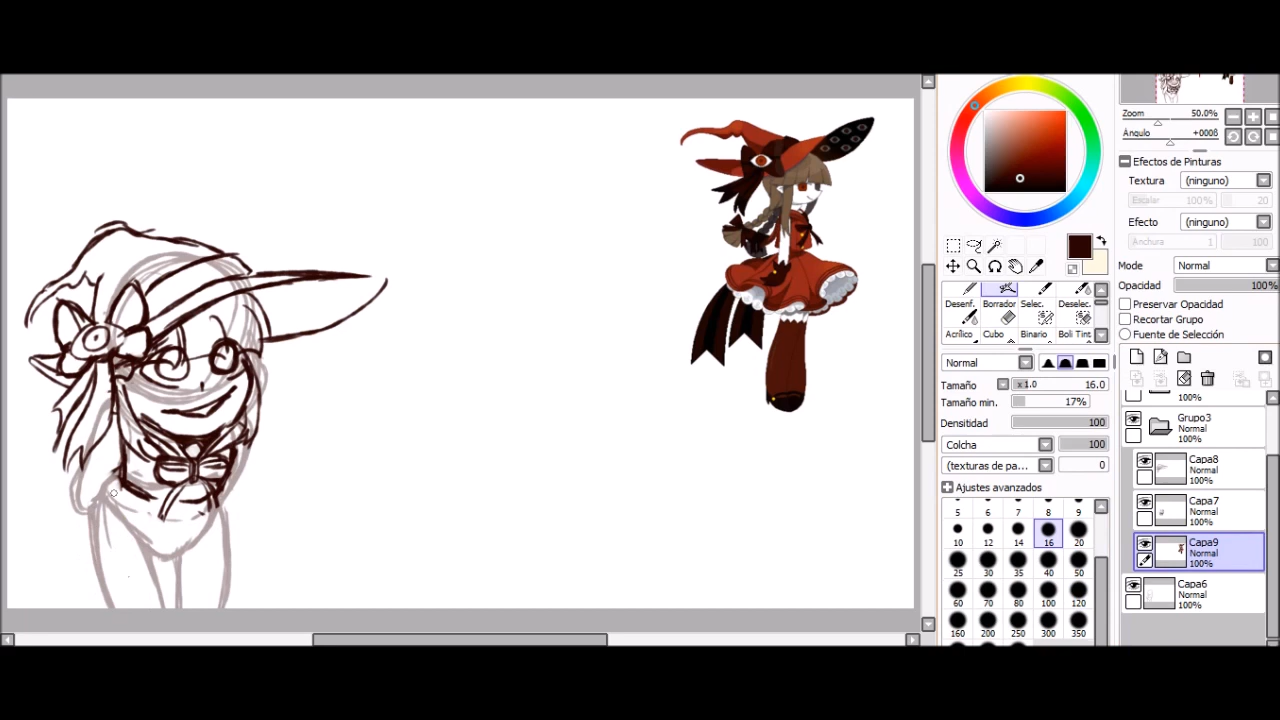 Zoom 50.0%
Ángulo +0008
Efectos de Pinturas
Textura (ninguno)
Escalar 100% 20
Efecto (ninguno)
Anchura 1 100
Mode Normal
Opacidad 100%
Preservar Opacidad
Recortar Grupo
Fuente de Selección
Desenf. Borrador Selec. Deselec.
Acrílico Cubo Binario Boli Tint
Normal
Tamaño x 1.0 16.0
Tamaño min. 17%
Densitidad 100
Colcha 100
(texturas de pa... 0
Ajustes avanzados
5 6 7 8 9
10 12 14 16 20
25 30 35 40 50
60 70 80 100 120
160 200 250 300 350
100%
Grupo3
Normal
100%
Capa8
Normal
100%
Capa7
Normal
100%
Capa9
Normal
100%
Capa6
Normal
100%